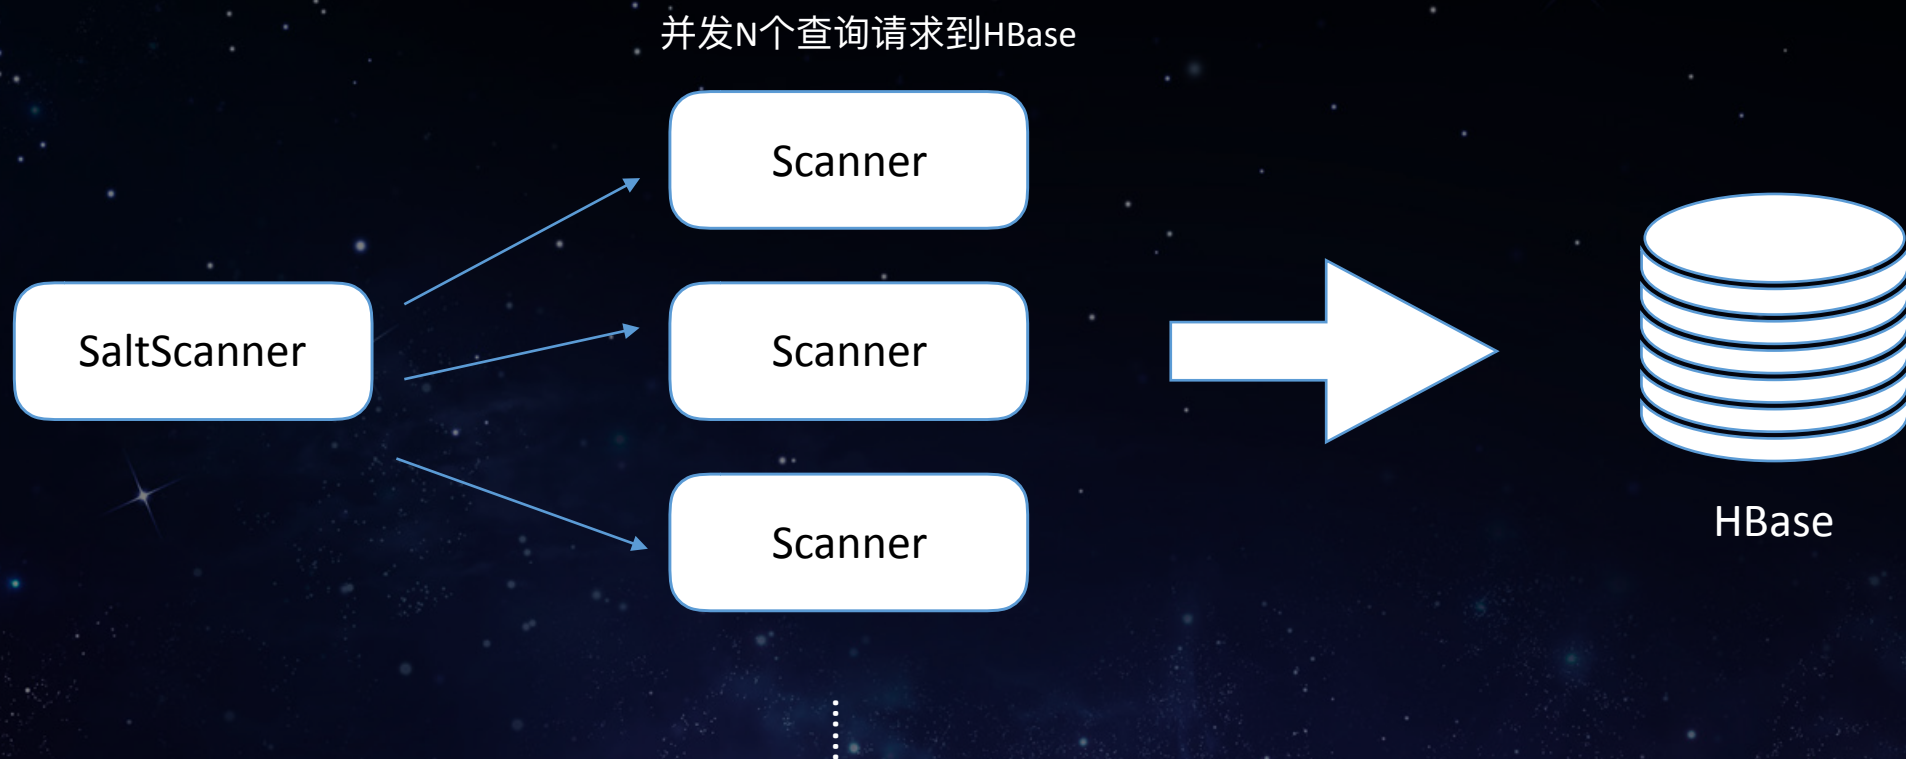 并发N个查询请求到HBase
Scanner
SaltScanner
Scanner
Scanner
HBase